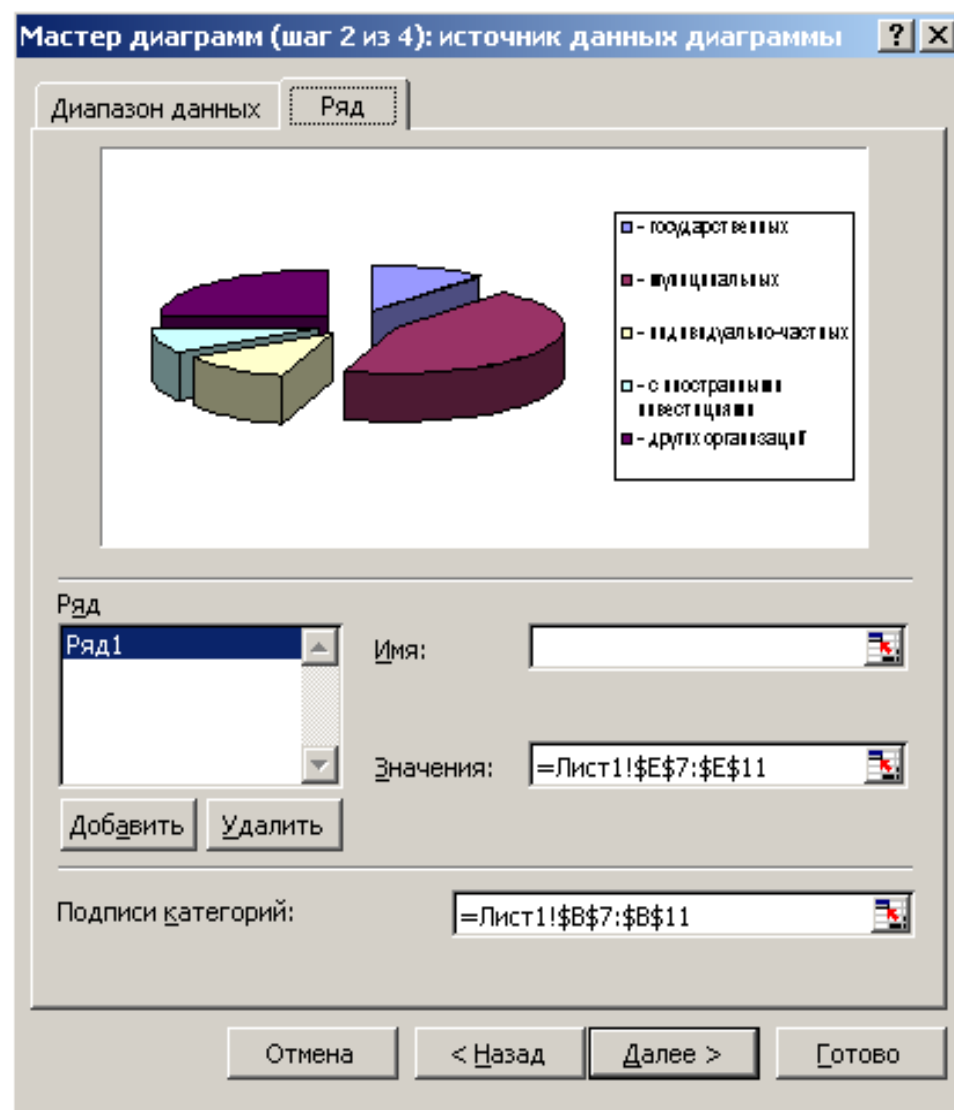 Мастер диаграмм (шаг 2 из 4): источник данных диаграммы
Диапазон данных
Ряд
- государственных
- муниципальных
- индивидуально-частных
- с иностранными
инвестициями
- других организаций
Ряд
Ряд1
Имя:
Значения:
=Лист1!$E$7:$E$11
Добавить
Удалить
Подписи категорий:
=Лист1!$B$7:$B$11
Отмена
< Назад
Далее >
Готово